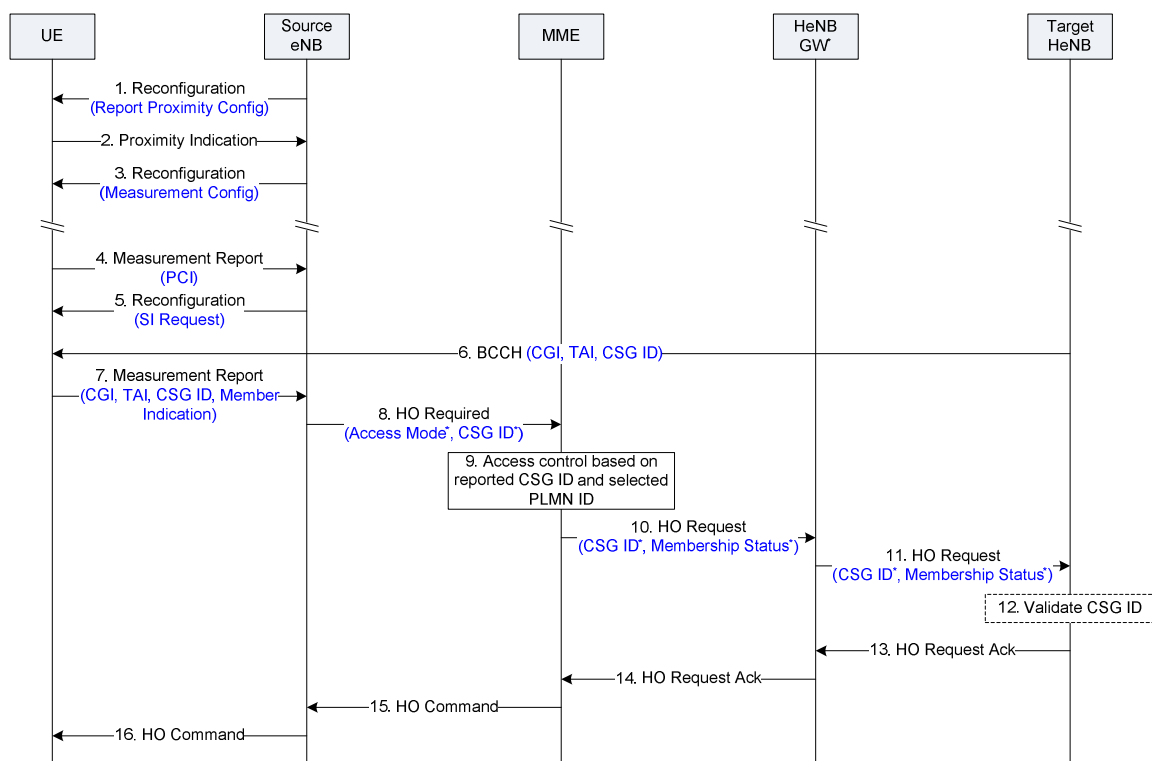 UE
Source
eNB
MME
HeNB
GW*
Target
HeNB
1. Reconfiguration
(Report Proximity Config)
2. Proximity Indication
3. Reconfiguration
(Measurement Config)
4. Measurement Report
(PCI)
5. Reconfiguration
(SI Request)
6. BCCH (CGI, TAI, CSG ID)
7. Measurement Report
(CGI, TAI, CSG ID, Member
Indication)
8. HO Required
(Access Mode*, CSG ID*)
9. Access control based on
reported CSG ID and selected
PLMN ID
10. HO Request
(CSG ID*, Membership Status*)
11. HO Request
(CSG ID*, Membership Status*)
12. Validate CSG ID
13. HO Request Ack
14. HO Request Ack
15. HO Command
16. HO Command